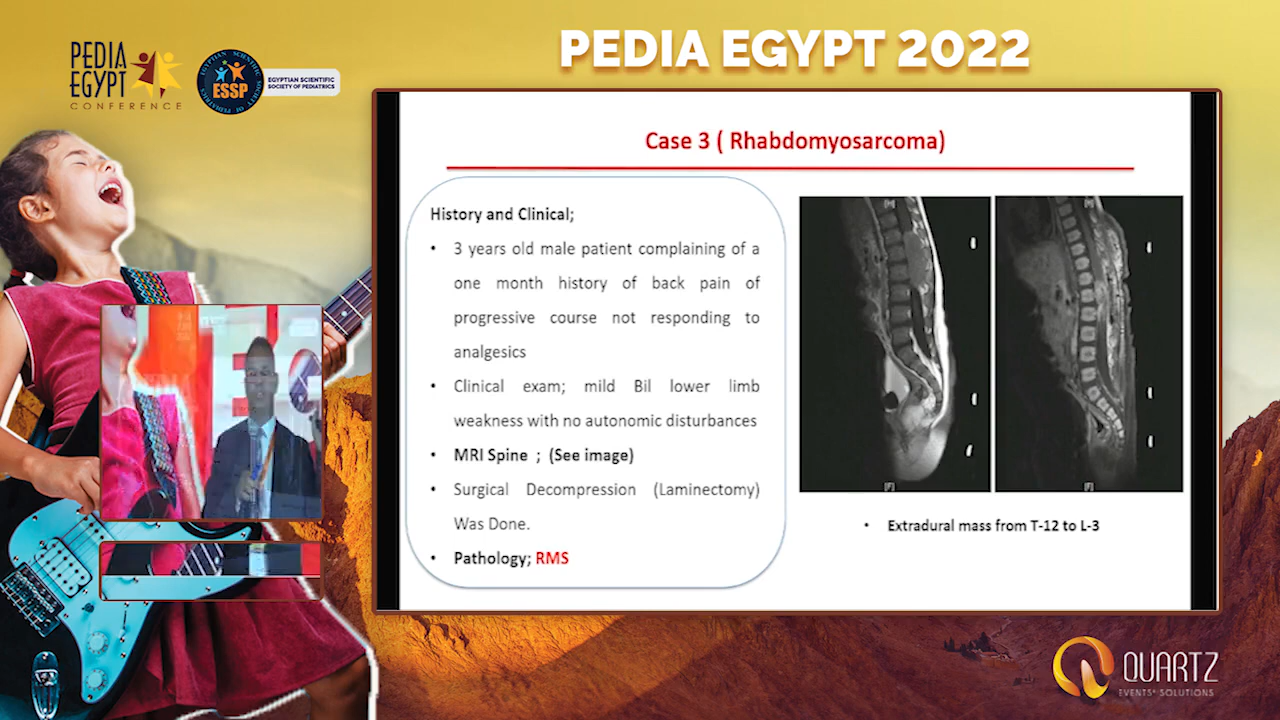 PEDIA EGYPT 2022
PEDIA
EGYPT
CONFERENCE
ESSP
EGYPTIAN SCIENTIFIC
SOCIETY OF PEDIATRICS
Case 3 ( Rhabdomyosarcoma)
History and Clinical;
• 3 years old male patient complaining of a
one month history of back pain of
progressive course not responding to
analgesics
• Clinical exam; mild Bil lower limb
weakness with no autonomic disturbances
• MRI Spine ; (See image)
• Surgical Decompression (Laminectomy)
Was Done.
• Pathology; RMS
• Extradural mass from T-12 to L-3
QUARTZ
EVENTS' SOLUTIONS